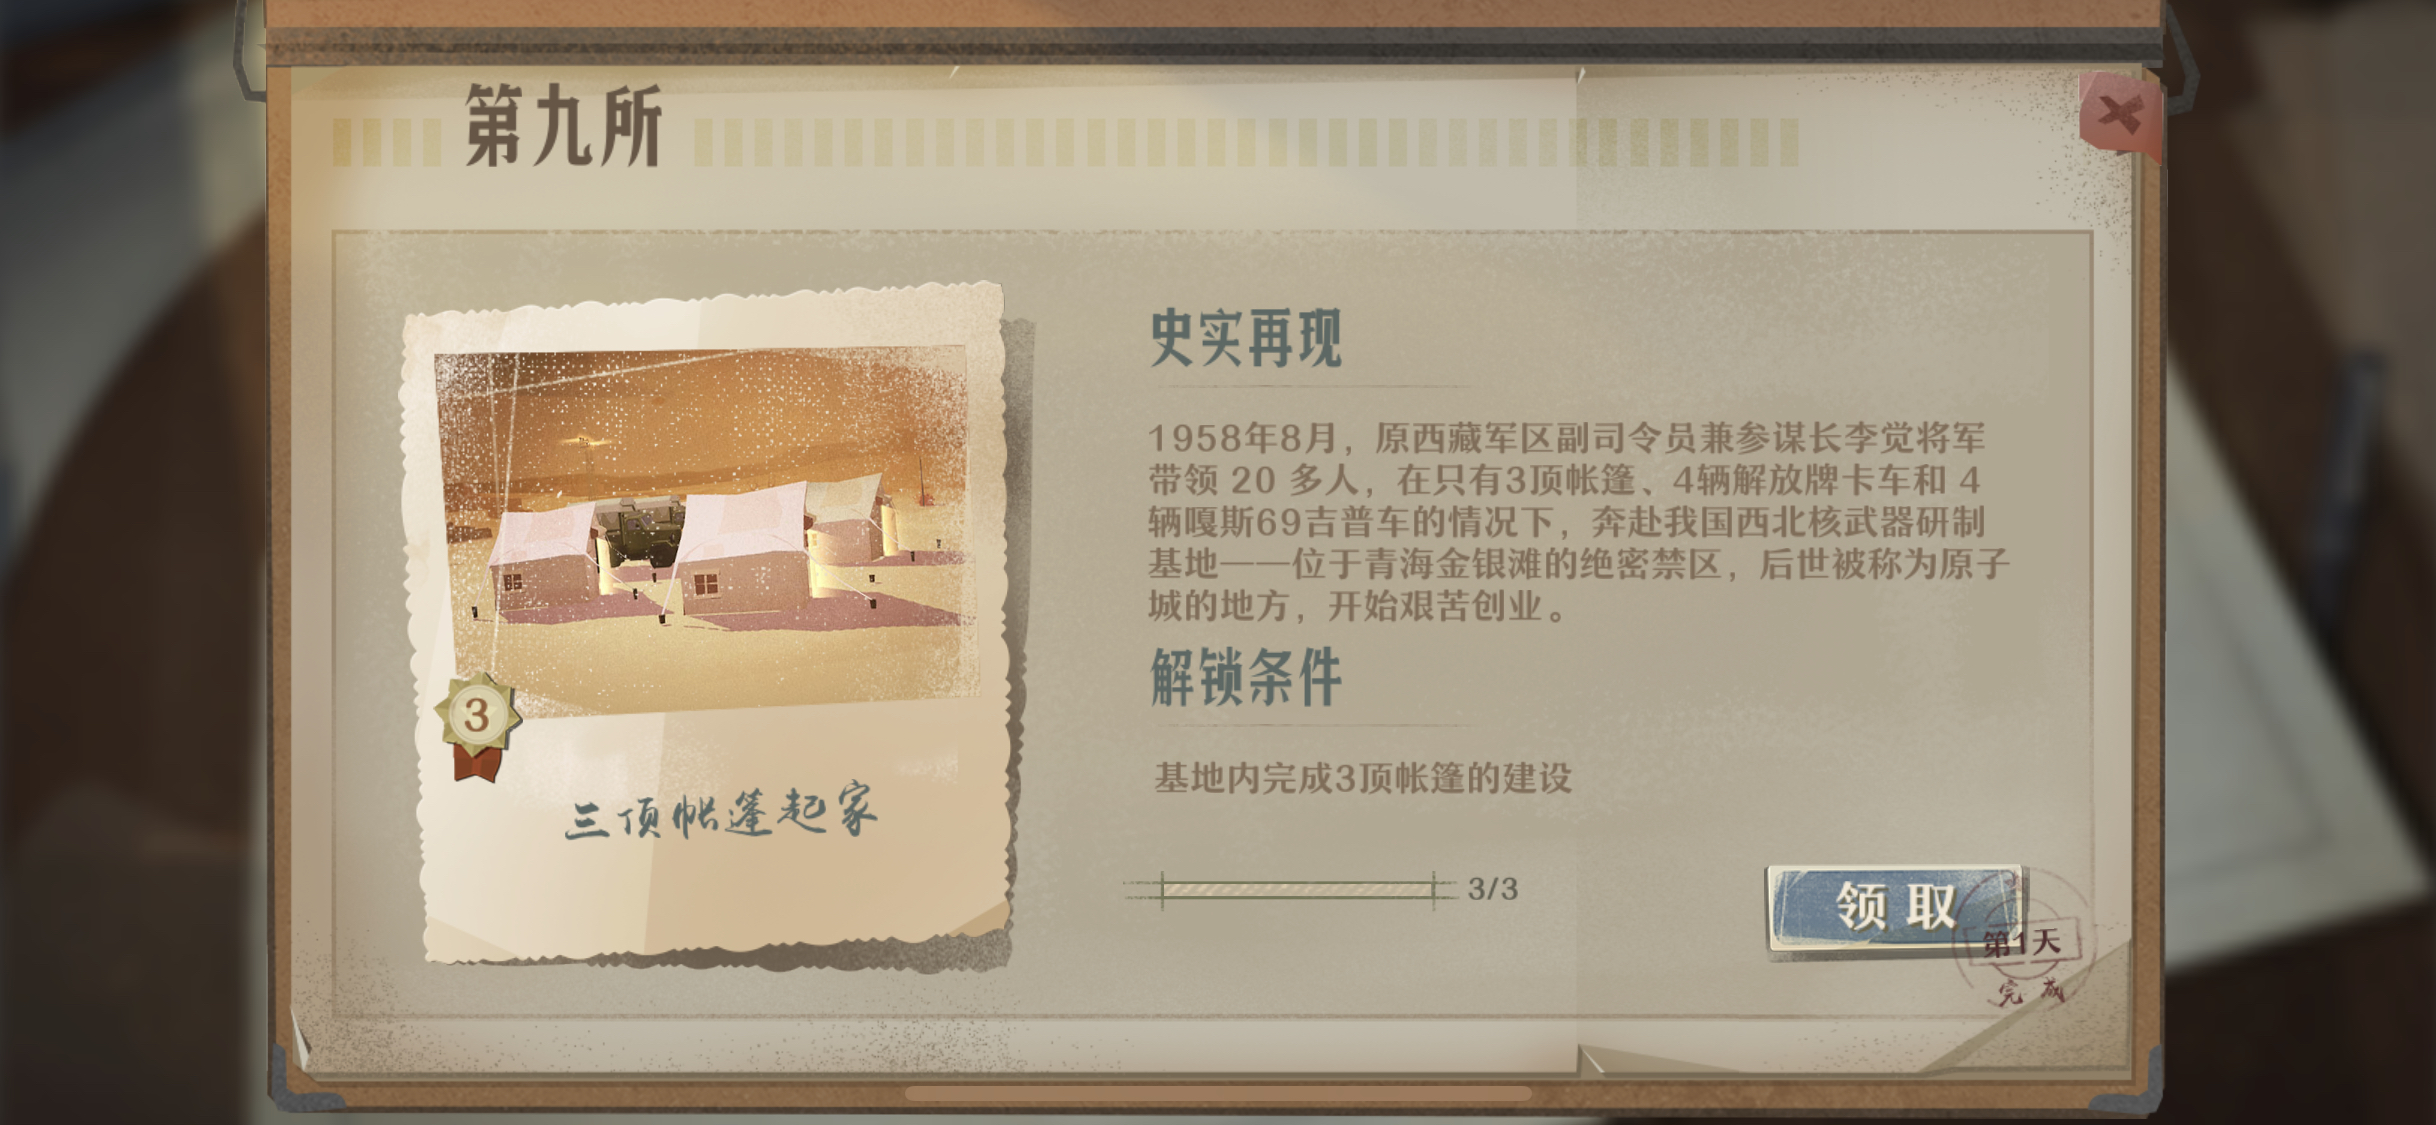 第九所
史实再现
1958年8月，原西藏军区副司令员兼参谋长李觉将军
带领 20 多人，在只有3顶帐篷、4辆解放牌卡车和 4
辆嘎斯69吉普车的情况下，奔赴我国西北核武器研制
基地——位于青海金银滩的绝密禁区，后世被称为原子
城的地方，开始艰苦创业。
解锁条件
基地内完成3顶帐篷的建设
3/3
3
三顶帐篷起家
领取
第1天
完成